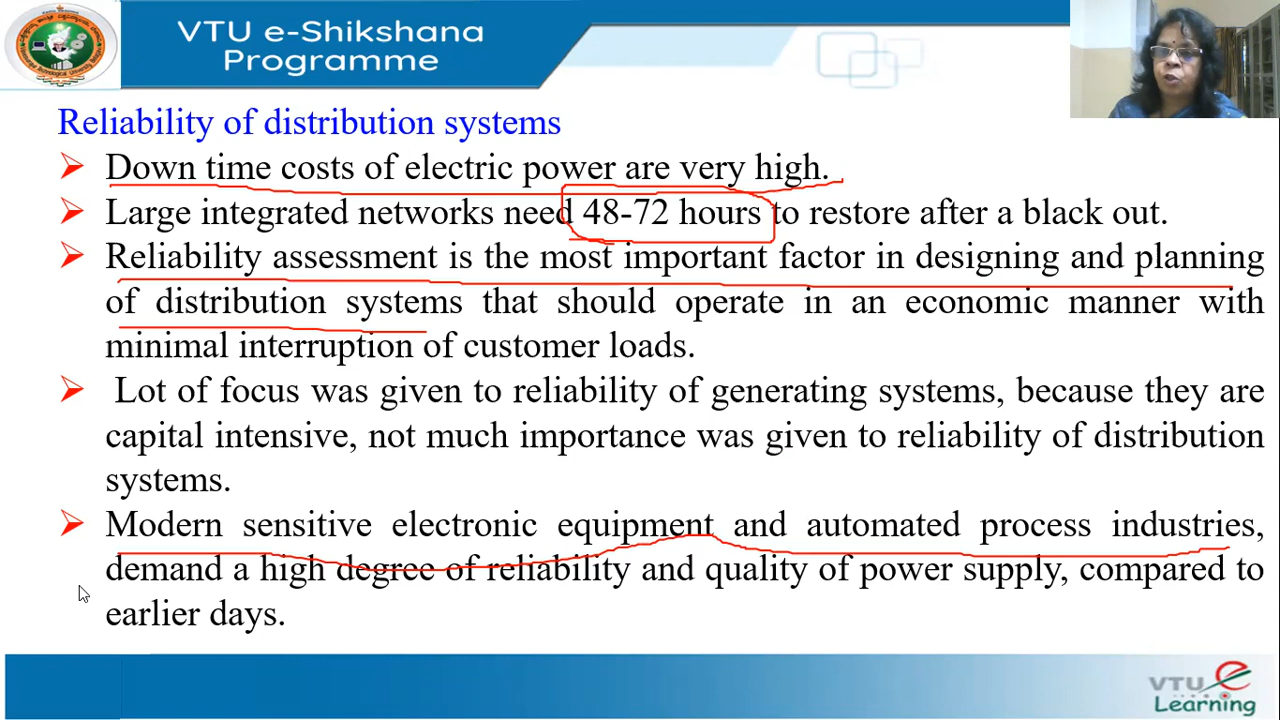 VTU e-Shikshana
Programme
Reliability of distribution systems
Down time costs of electric power are very high.
Large integrated networks need 48-72 hours to restore after a black out.
Reliability assessment is the most important factor in designing and planning
of distribution systems that should operate in an economic manner with
minimal interruption of customer loads.
Lot of focus was given to reliability of generating systems, because they are
capital intensive, not much importance was given to reliability of distribution
systems.
Modern sensitive electronic equipment and automated process industries,
demand a high degree of reliability and quality of power supply, compared to
earlier days.
VTU e
Learning